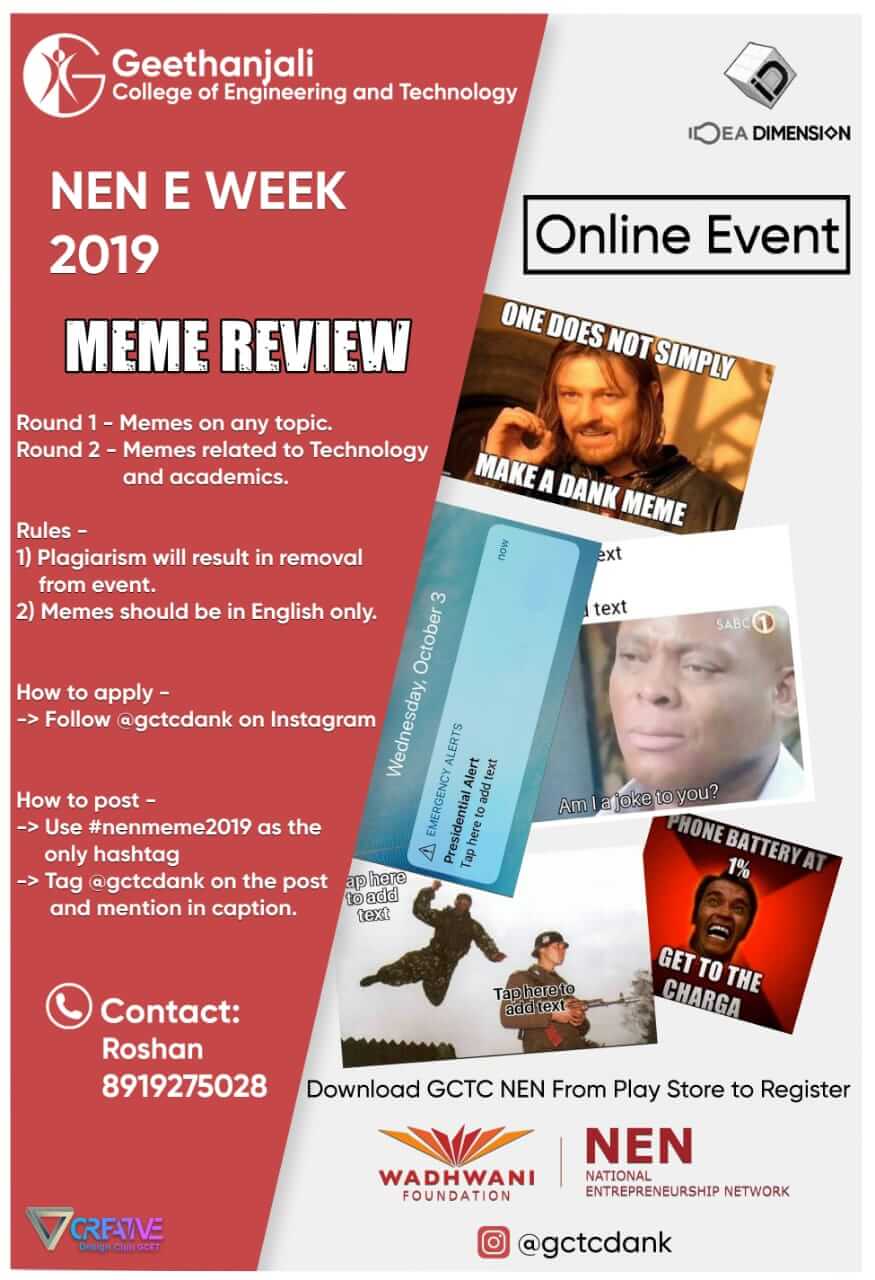 Geethanjali
College of Engineering and Technology
IDEA DIMENSION
NEN E WEEK
2019
Online Event
MEME REVIEW
Round 1 - Memes on any topic.
Round 2 - Memes related to Technology
and academics.
Rules -
1) Plagiarism will result in removal
from event.
2) Memes should be in English only.
How to apply -
-> Follow @gctcdank on Instagram
How to post -
-> Use #nenmeme2019 as the
only hashtag
-> Tag @gctcdank on the post
and mention in caption.
Contact:
Roshan
8919275028
ONE DOES NOT SIMPLY
MAKE A DANK MEME
Wednesday, October 3
EMERGENCY ALERTS
now
Presidential Alert
Tap here to add text
text
text
SABC 1
Am I a joke to you?
Tap here
to add
text
Tap here to
add text
PHONE BATTERY AT
1%
GET TO THE
CHARGA
Download GCTC NEN From Play Store to Register
WADHWANI
FOUNDATION
NEN
NATIONAL
ENTREPRENEURSHIP NETWORK
@gctcdank
CREATIVE
Design Club GCET